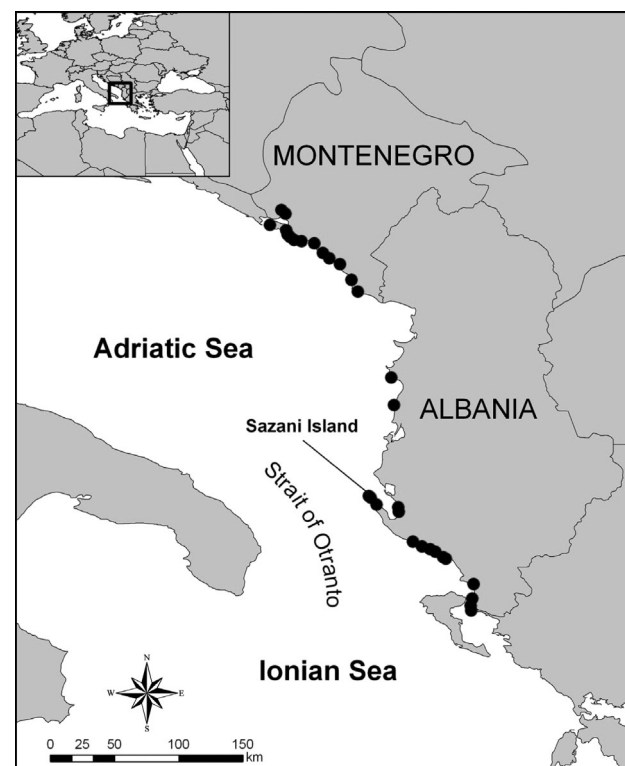 MONTENEGRO
Adriatic Sea
ALBANIA
Sazani Island
Strait of Otranto
Ionian Sea
N
W E
S
0 25 50 100 150
km